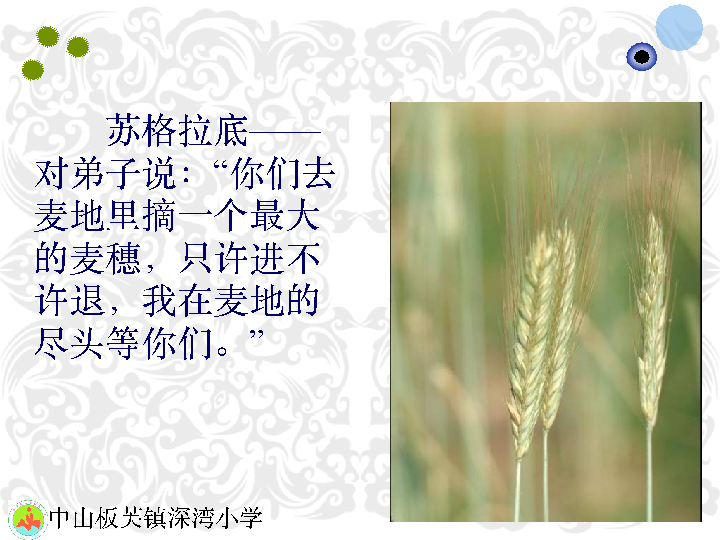 苏格拉底——
对弟子说：“你们去
麦地里摘一个最大
的麦穗，只许进不
许退，我在麦地的
尽头等你们。”
中山板芙镇深湾小学